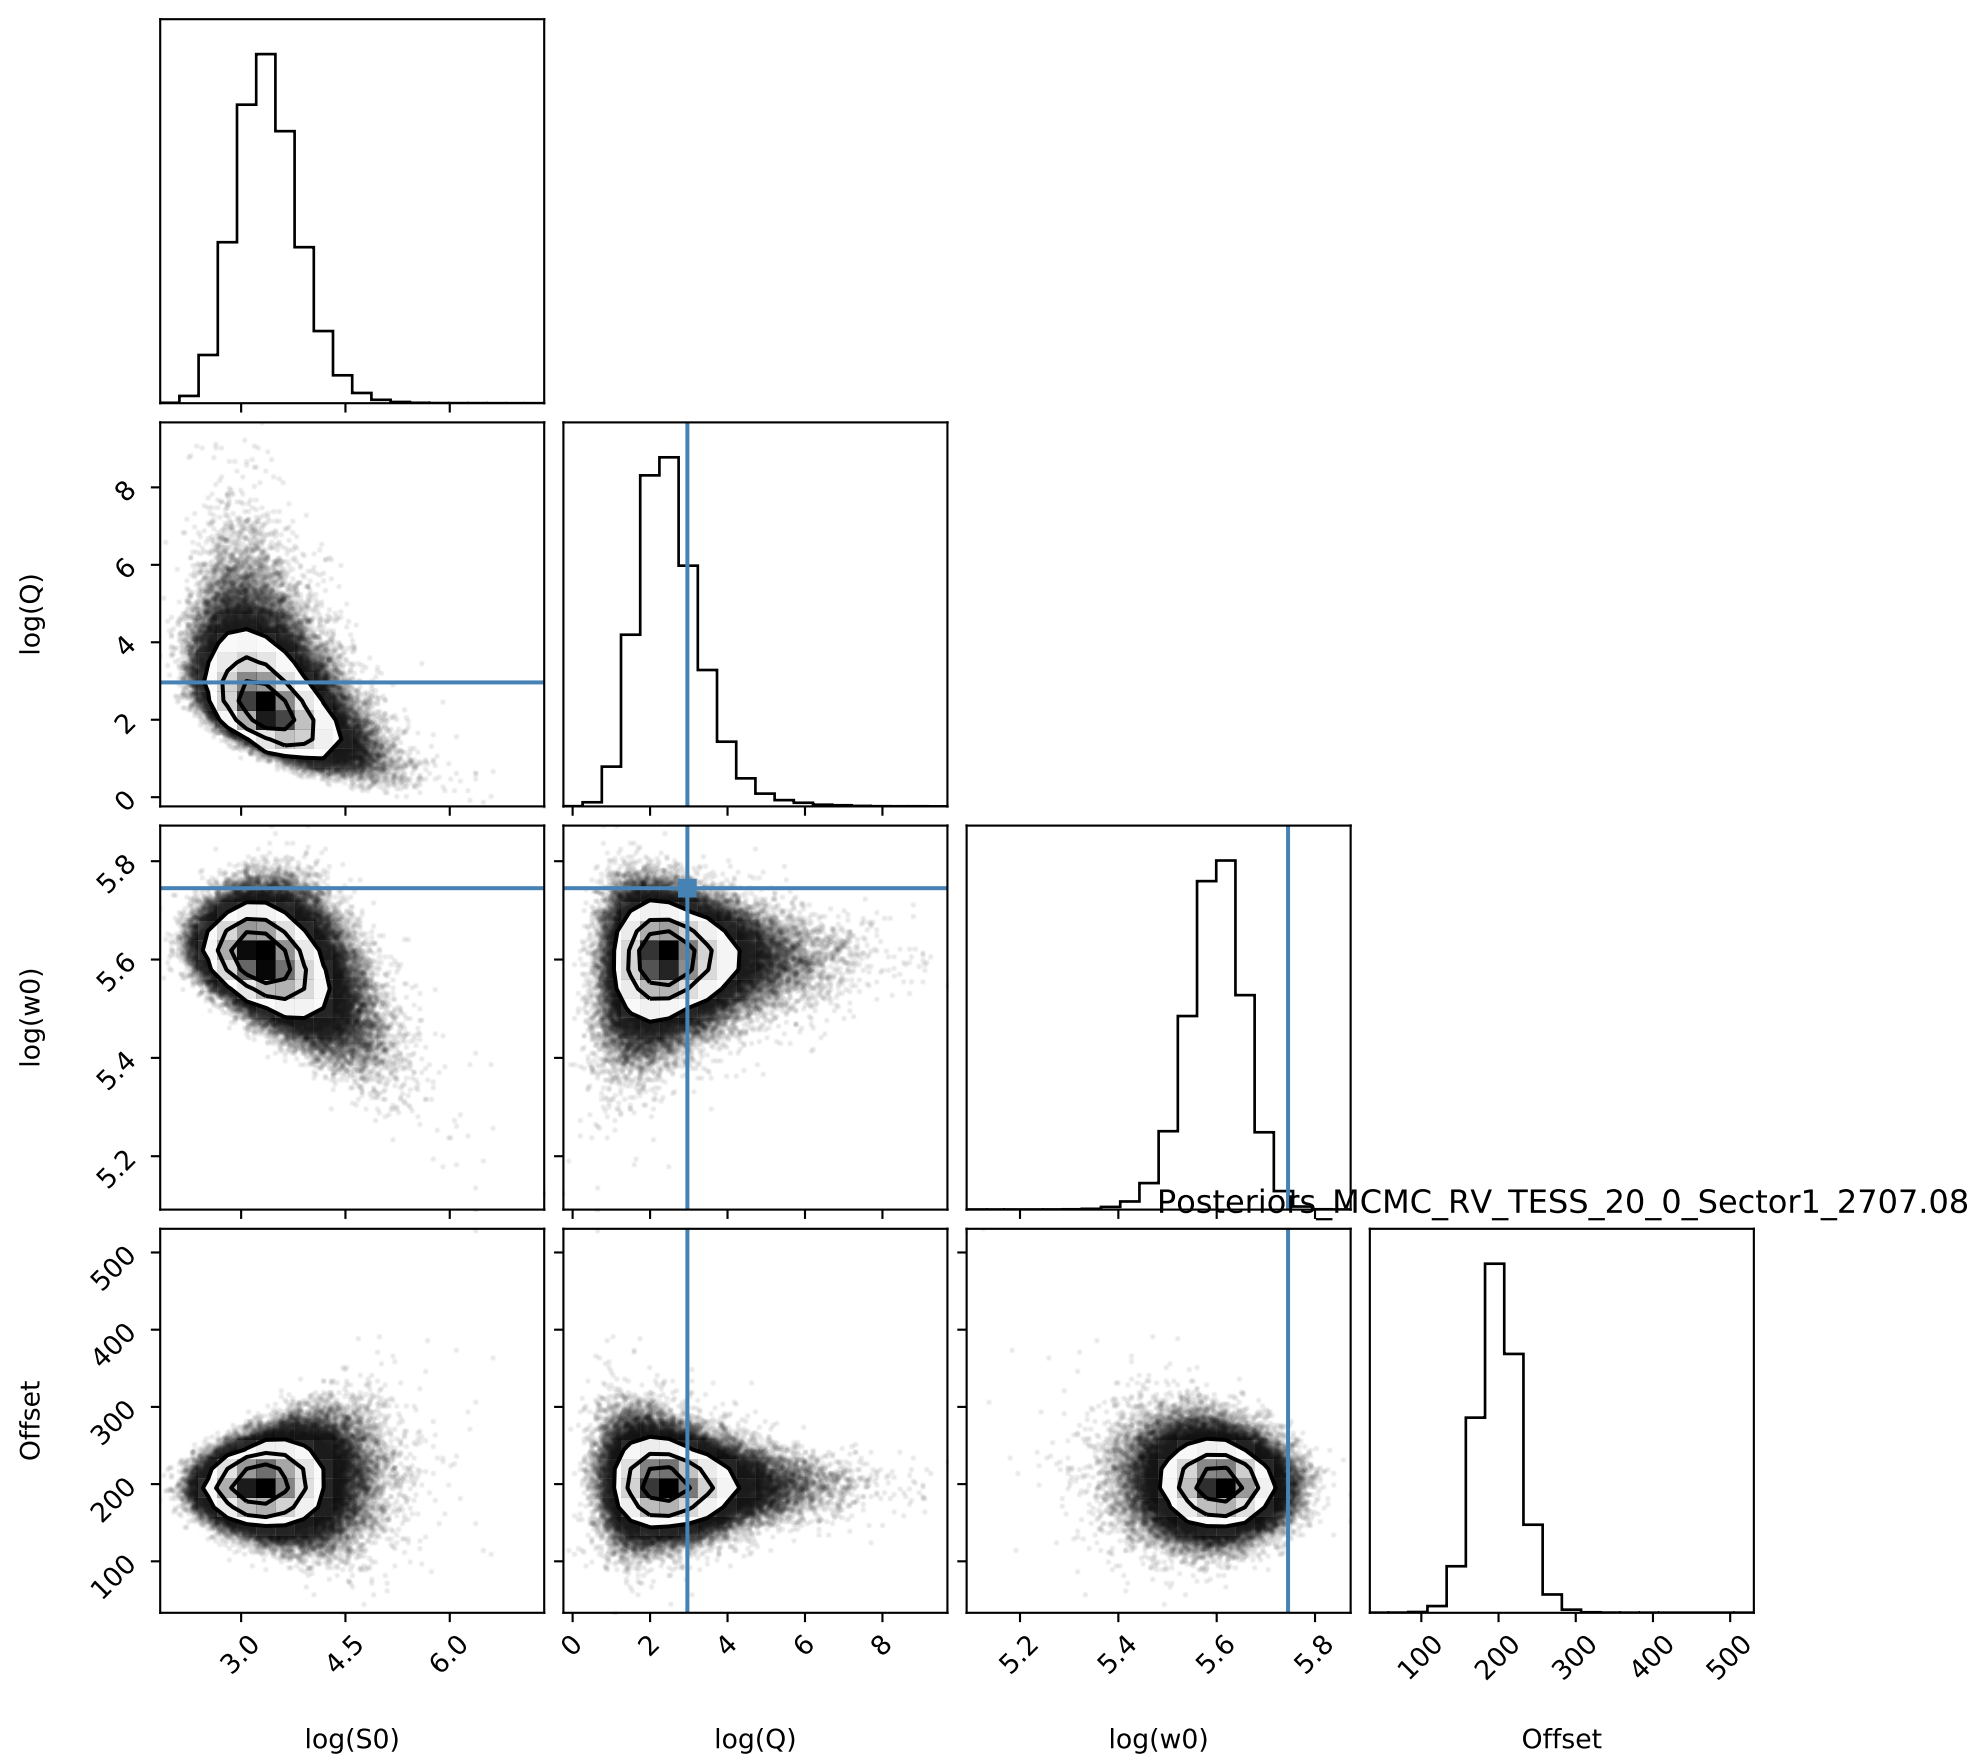 8
6
4
2
0
log(Q)
5.8
5.6
5.4
5.2
log(w0)
Posteriors_MCMC_RV_TESS_20_0_Sector1_2707.08
500
400
300
200
100
Offset
3.0 4.5 6.0
0 2 4 6 8
5.2 5.4 5.6 5.8
100 200 300 400 500
log(S0)
log(Q)
log(w0)
Offset